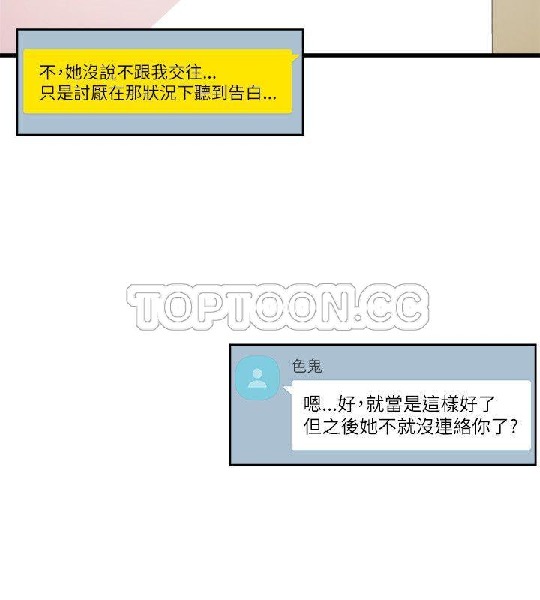 不，她沒說不跟我交往...
只是討厭在那狀況下聽到告白...
TOPTOON.CC
色鬼
嗯...好，就當是這樣好了
但之後她不就沒連絡你了?